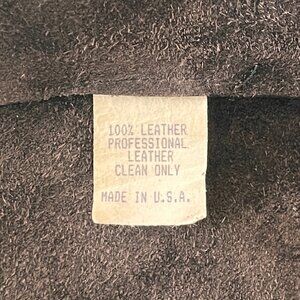 100% LEATHER
PROFESSIONAL
LEATHER
CLEAN ONLY
MADE IN U.S.A.